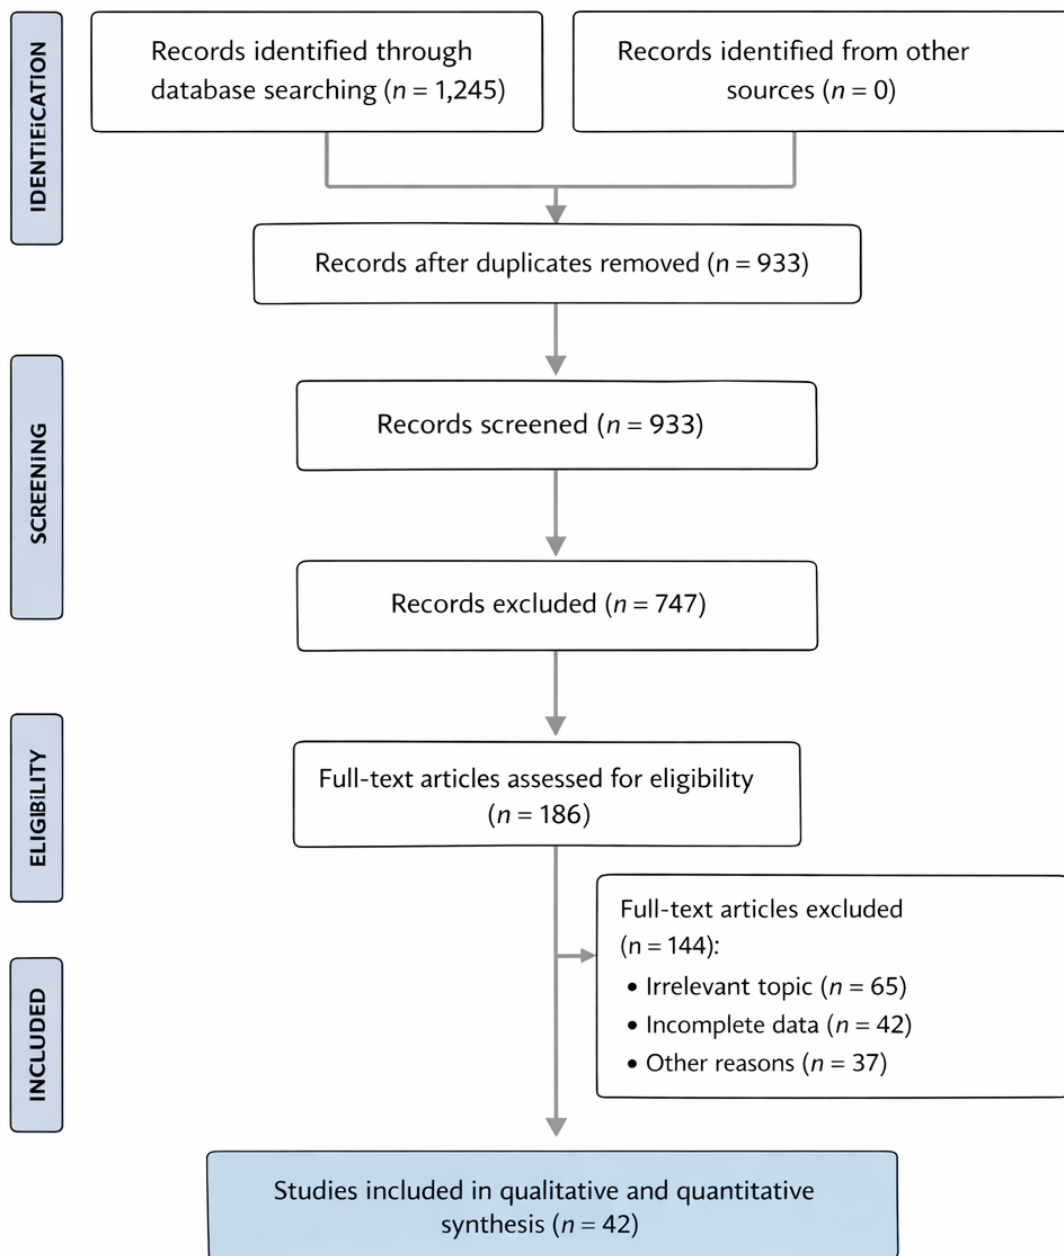 IDENTIFICATION
Records identified through
database searching (n = 1,245)
Records identified from other
sources (n = 0)
Records after duplicates removed (n = 933)
SCREENING
Records screened (n = 933)
Records excluded (n = 747)
ELIGIBILITY
Full-text articles assessed for eligibility
(n = 186)
Full-text articles excluded
(n = 144):
• Irrelevant topic (n = 65)
• Incomplete data (n = 42)
• Other reasons (n = 37)
INCLUDED
Studies included in qualitative and quantitative
synthesis (n = 42)